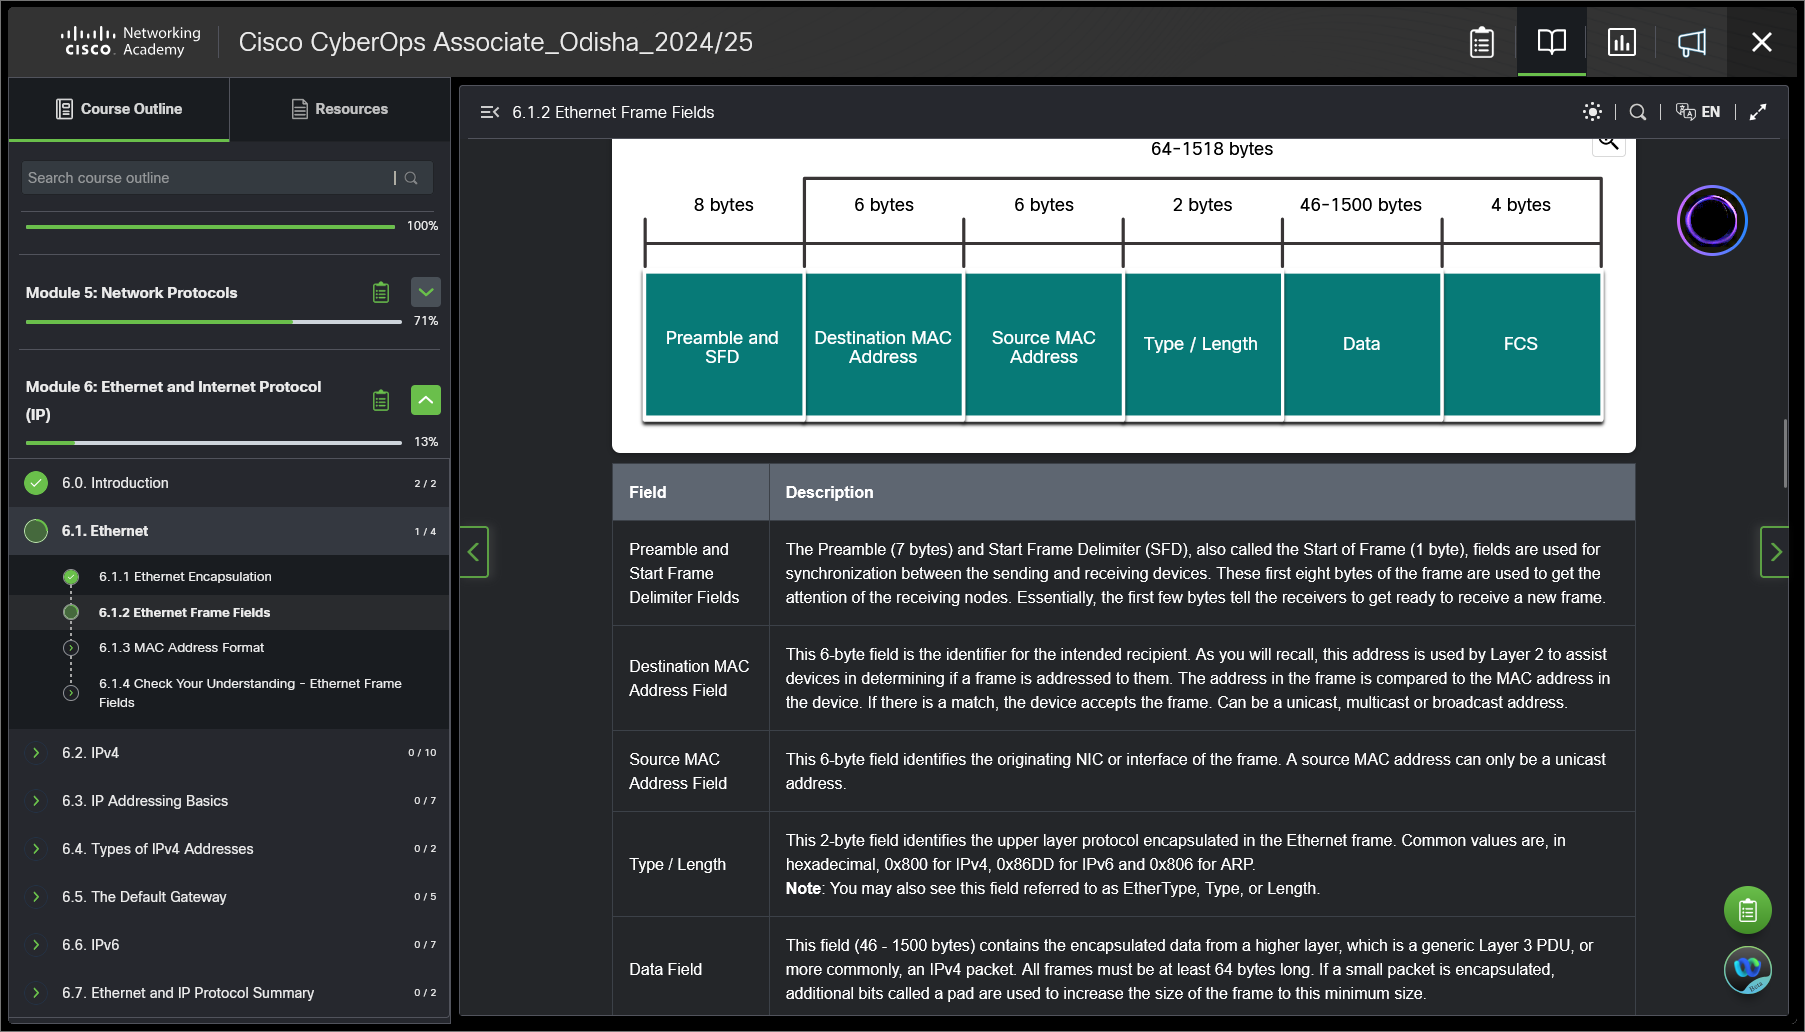 CISCO Networking Academy
Cisco CyberOps Associate_Odisha_2024/25
Course Outline
Resources
Search course outline
100%
Module 5: Network Protocols
71%
Module 6: Ethernet and Internet Protocol
(IP)
13%
6.0. Introduction 2 / 2
6.1. Ethernet 1 / 4
6.1.1 Ethernet Encapsulation
6.1.2 Ethernet Frame Fields
6.1.3 MAC Address Format
6.1.4 Check Your Understanding - Ethernet Frame
Fields
6.2. IPv4 0 / 10
6.3. IP Addressing Basics 0 / 7
6.4. Types of IPv4 Addresses 0 / 2
6.5. The Default Gateway 0 / 5
6.6. IPv6 0 / 7
6.7. Ethernet and IP Protocol Summary 0 / 2
6.1.2 Ethernet Frame Fields
EN
64-1518 bytes
8 bytes 6 bytes 6 bytes 2 bytes 46-1500 bytes 4 bytes
Preamble and
SFD
Destination MAC
Address
Source MAC
Address
Type / Length
Data
FCS
Field Description
Preamble and
Start Frame
Delimiter Fields
The Preamble (7 bytes) and Start Frame Delimiter (SFD), also called the Start of Frame (1 byte), fields are used for
synchronization between the sending and receiving devices. These first eight bytes of the frame are used to get the
attention of the receiving nodes. Essentially, the first few bytes tell the receivers to get ready to receive a new frame.
Destination MAC
Address Field
This 6-byte field is the identifier for the intended recipient. As you will recall, this address is used by Layer 2 to assist
devices in determining if a frame is addressed to them. The address in the frame is compared to the MAC address in
the device. If there is a match, the device accepts the frame. Can be a unicast, multicast or broadcast address.
Source MAC
Address Field
This 6-byte field identifies the originating NIC or interface of the frame. A source MAC address can only be a unicast
address.
Type / Length
This 2-byte field identifies the upper layer protocol encapsulated in the Ethernet frame. Common values are, in
hexadecimal, 0x800 for IPv4, 0x86DD for IPv6 and 0x806 for ARP.
Note: You may also see this field referred to as EtherType, Type, or Length.
Data Field
This field (46 - 1500 bytes) contains the encapsulated data from a higher layer, which is a generic Layer 3 PDU, or
more commonly, an IPv4 packet. All frames must be at least 64 bytes long. If a small packet is encapsulated,
additional bits called a pad are used to increase the size of the frame to this minimum size.
Beta